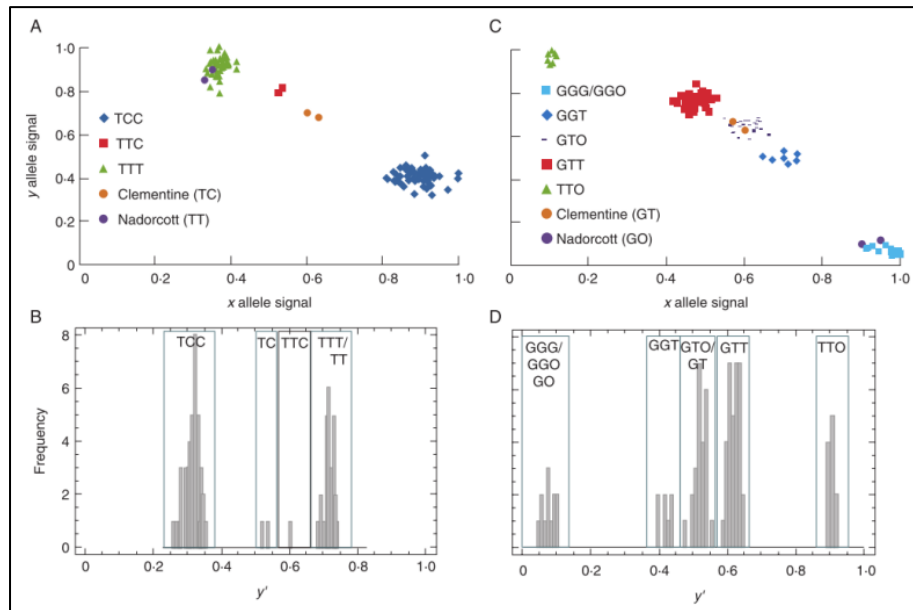 A
y allele signal
1·0
0·8
0·6
0·4
0·2
0
TCC
TTC
TTT
Clementine (TC)
Nadorcott (TT)
0 0·2 0·4 0·6 0·8 1·0
x allele signal
C
GGG/GGO
GGT
GTO
GTT
TTO
Clementine (GT)
Nadorcott (GO)
0 0·2 0·4 0·6 0·8 1·0
x allele signal
B
Frequency
8
6
4
2
0
TCC
TC
TTC
TTT/
TT
0 0·2 0·4 0·6 0·8 1·0
y'
D
GGG/
GGO
GO
GGT
GTO/
GT
GTT
TTO
0 0·2 0·4 0·6 0·8 1·0
y'